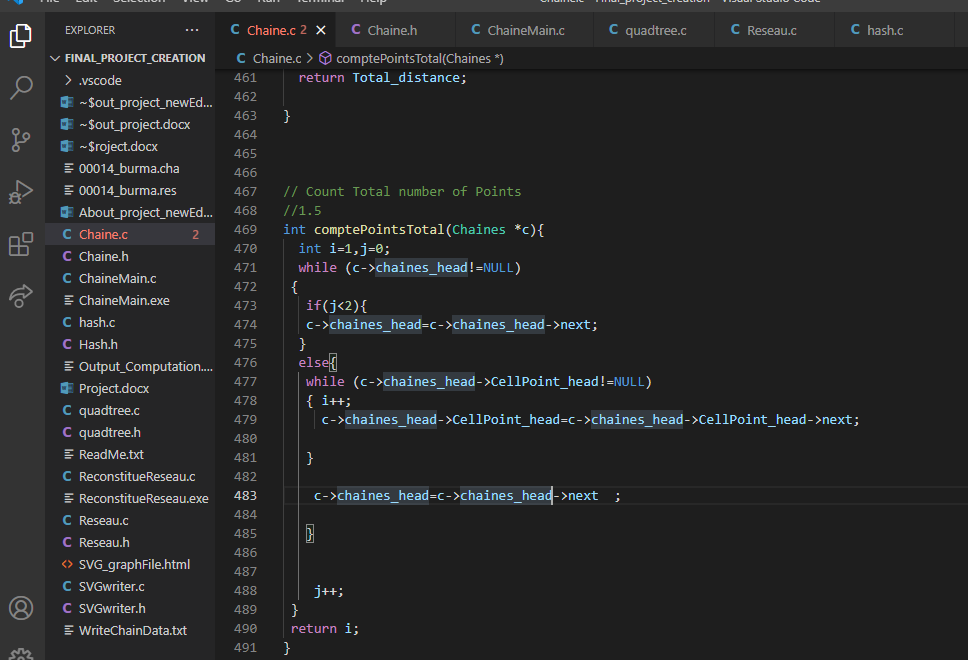 EXPLORER ...
FINAL_PROJECT_CREATION
.vscode
~$out_project_newEd...
~$out_project.docx
~$roject.docx
00014_burma.cha
00014_burma.res
About_project_newEd...
Chaine.c 2
Chaine.h
ChaineMain.c
ChaineMain.exe
hash.c
Hash.h
Output_Computation....
Project.docx
quadtree.c
quadtree.h
ReadMe.txt
ReconstitueReseau.c
ReconstitueReseau.exe
Reseau.c
Reseau.h
SVG_graphFile.html
SVGwriter.c
SVGwriter.h
WriteChainData.txt
C Chaine.c 2 × C Chaine.h C ChaineMain.c C quadtree.c C Reseau.c C hash.c
C Chaine.c > comptePointsTotal(Chaines *)
461 return Total_distance;
462
463 }
464
465
466
467 // Count Total number of Points
468 //1.5
469 int comptePointsTotal(Chaines *c){
470 int i=1,j=0;
471 while (c->chaines_head!=NULL)
472 {
473 if(j<2){
474 c->chaines_head=c->chaines_head->next;
475 }
476 else{
477 while (c->chaines_head->CellPoint_head!=NULL)
478 { i++;
479 c->chaines_head->CellPoint_head=c->chaines_head->CellPoint_head->next;
480
481 }
482
483 c->chaines_head=c->chaines_head->next ;
484
485 }
486
487
488 j++;
489 }
490 return i;
491 }